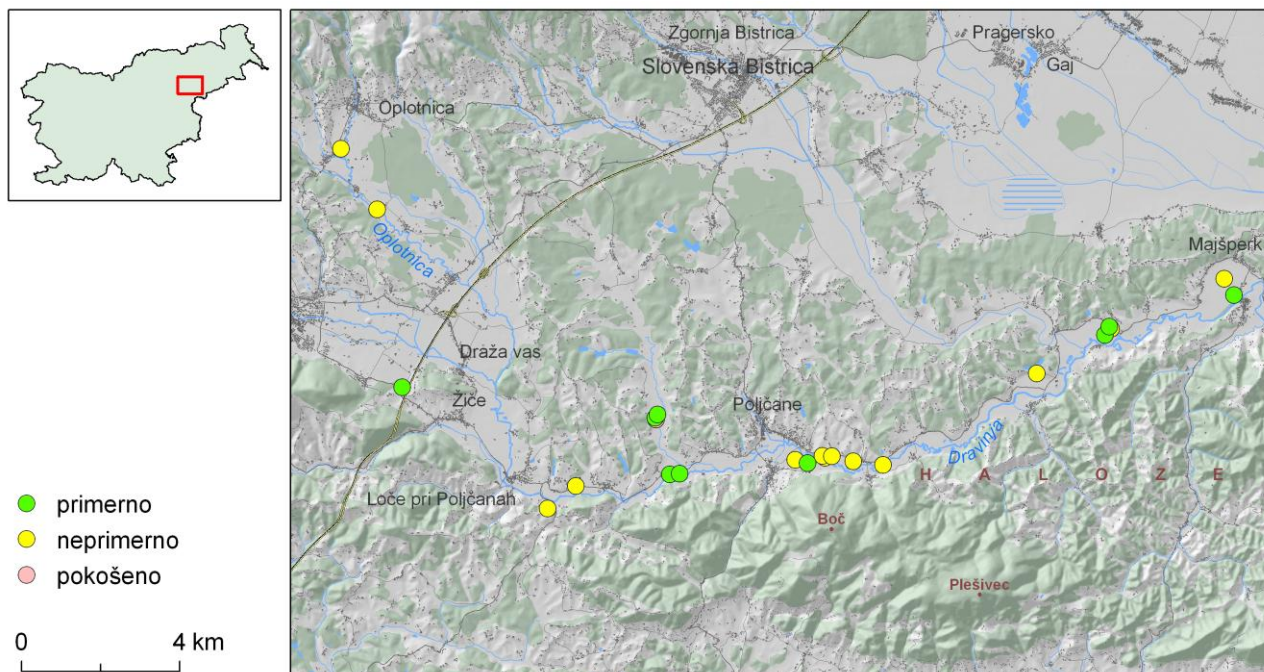 Zgornja Bistrica
Pragersko
Slovenska Bistrica
Gaj
Oplotnica
Oplotnica
Majšperk
Draža vas
Žiče
Poljčane
Dravinja
HALOZE
Loče pri Poljčanah
Boč
Plešivec
primerno
neprimerno
pokošeno
0 4 km